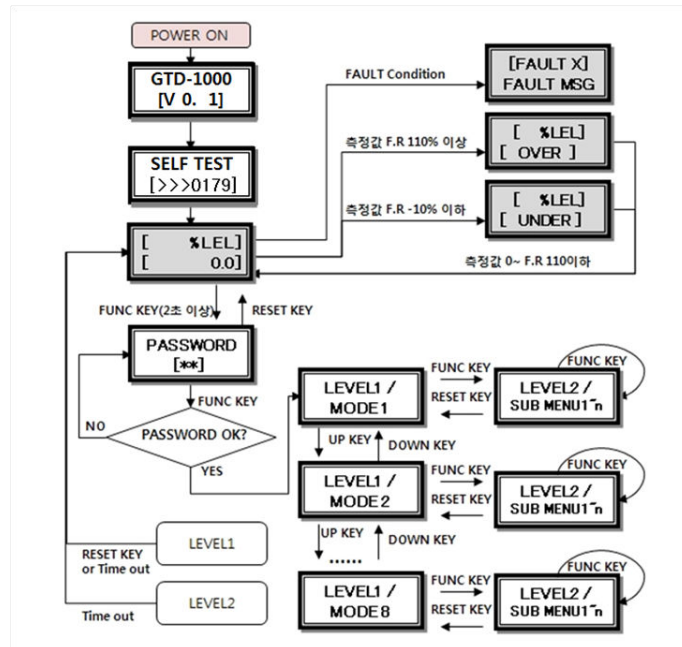 POWER ON
GTD-1000
[V 0. 1]
SELF TEST
[>>>0179]
[ %LEL]
[ 0.0]
FAULT Condition
[FAULT X]
FAULT MSG
측정값 F.R 110% 이상
[ %LEL]
[ OVER ]
측정값 F.R -10% 이하
[ %LEL]
[ UNDER ]
측정값 0~ F.R 110이하
FUNC KEY(2초 이상)
RESET KEY
PASSWORD
[**]
FUNC KEY
NO
PASSWORD OK?
YES
LEVEL1 /
MODE1
FUNC KEY
RESET KEY
FUNC KEY
LEVEL2 /
SUB MENU1~n
UP KEY
DOWN KEY
LEVEL1 /
MODE2
FUNC KEY
RESET KEY
FUNC KEY
LEVEL2 /
SUB MENU1~n
UP KEY
DOWN KEY
......
LEVEL1 /
MODE8
FUNC KEY
RESET KEY
FUNC KEY
LEVEL2 /
SUB MENU1~n
LEVEL1
RESET KEY
or Time out
LEVEL2
Time out